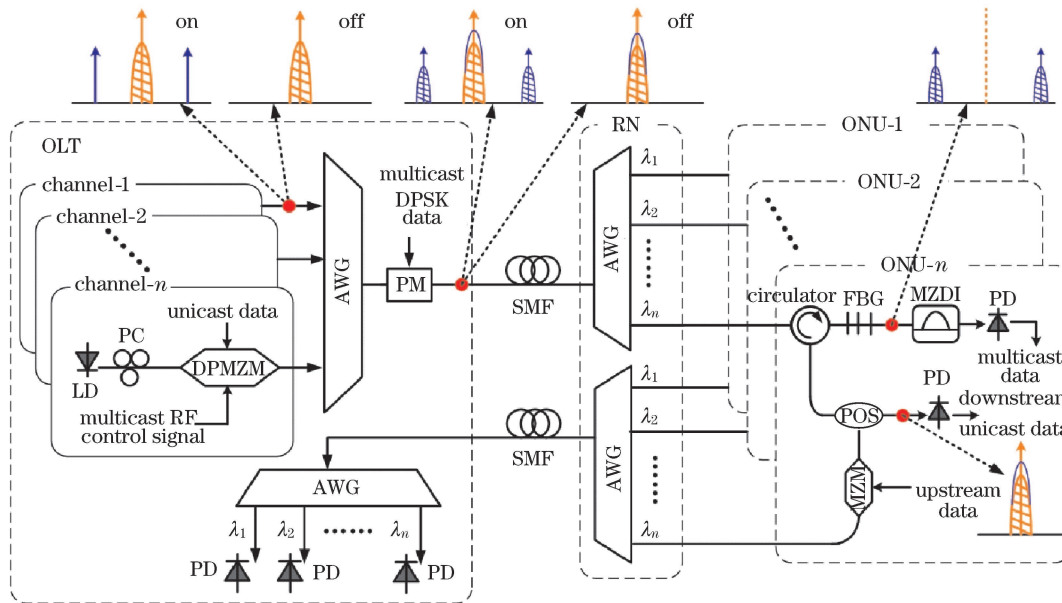 on
off
on
off
OLT
RN
ONU-1
channel-1
multicast
DPSK
data
λ1
ONU-2
channel-2
λ2
AWG
AWG
channel-n
PM
ONU-n
unicast data
SMF
circulator
FBG
MZDI
PD
PC
λn
DPMZM
multicast
data
LD
λ1
PD
downstream
multicast RF
control signal
POS
unicast data
λ2
SMF
AWG
AWG
MZM
upstream
data
λ1
λ2
λn
λn
PD
PD
PD